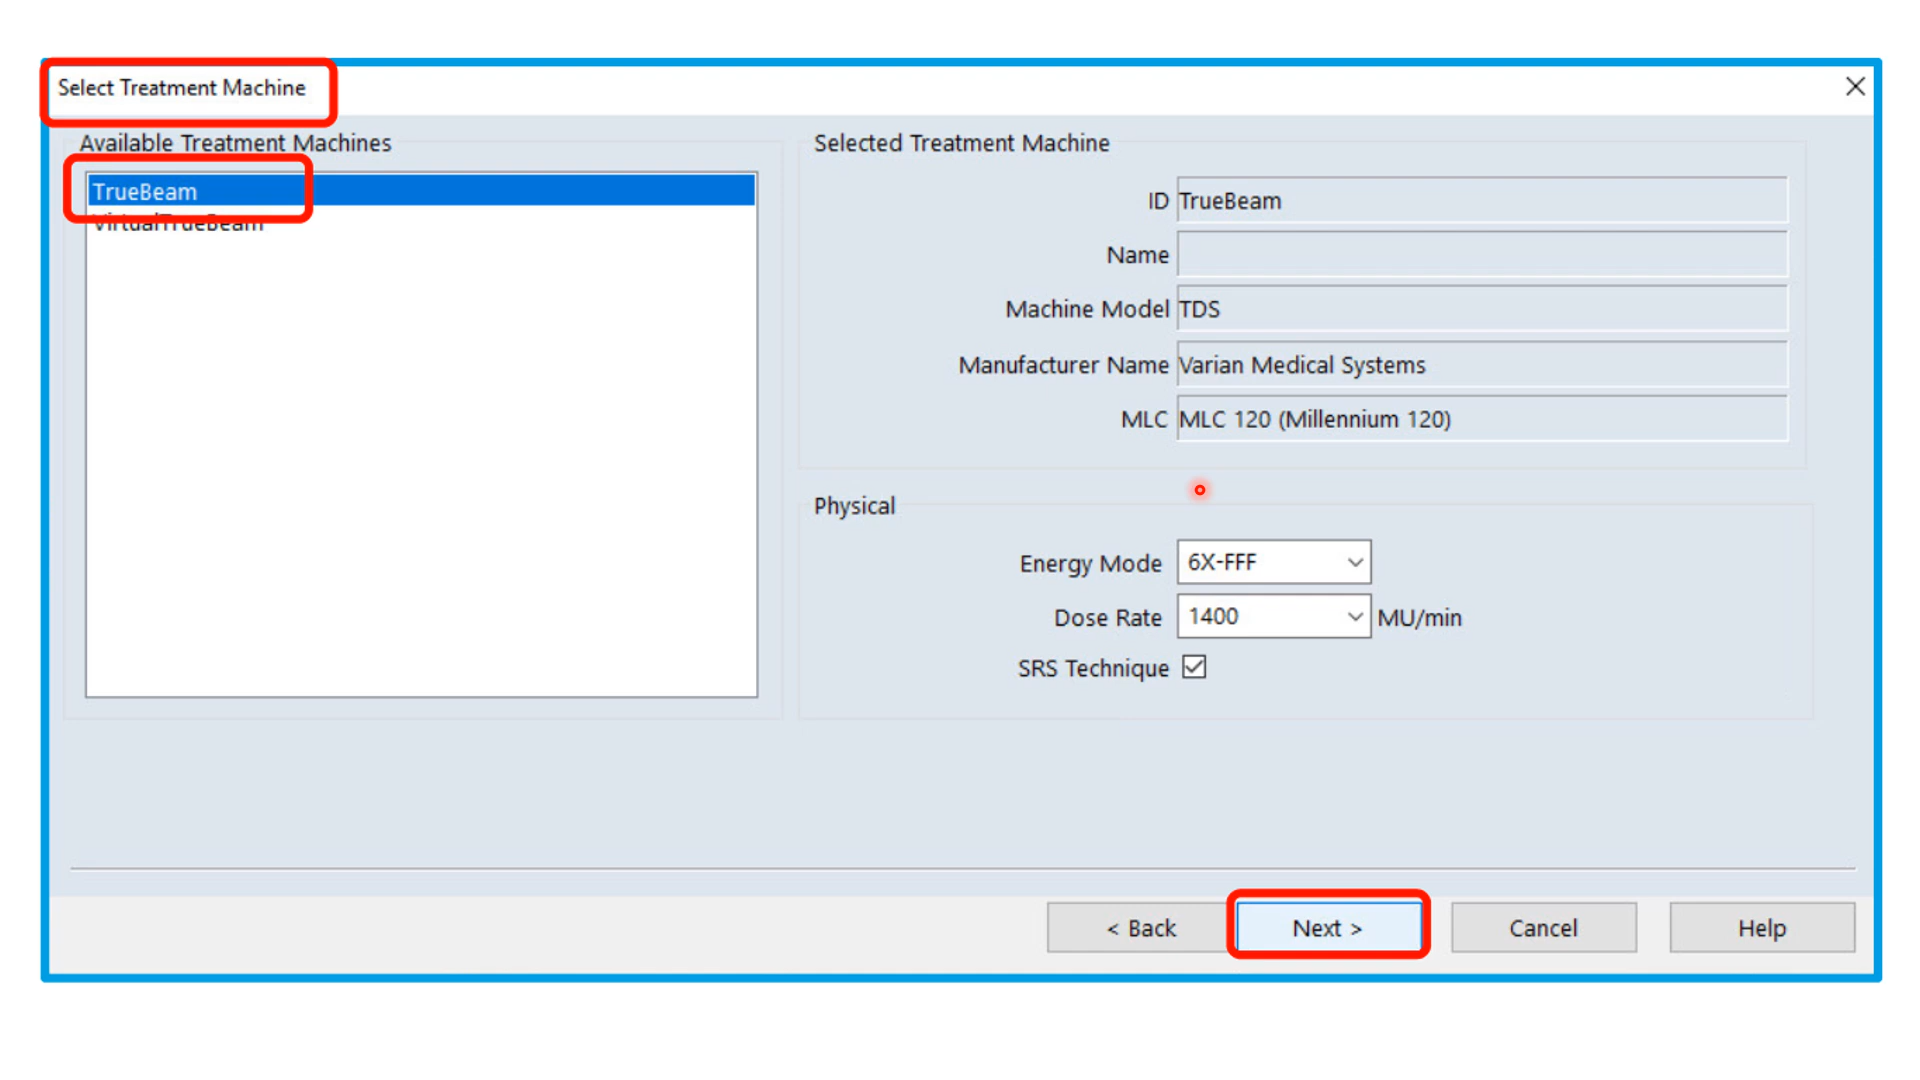 Select Treatment Machine
Available Treatment Machines
TrueBeam
VirtualTrueBeam
Selected Treatment Machine
ID TrueBeam
Name
Machine Model TDS
Manufacturer Name Varian Medical Systems
MLC MLC 120 (Millennium 120)
Physical
Energy Mode 6X-FFF
Dose Rate 1400 MU/min
SRS Technique
< Back Next > Cancel Help